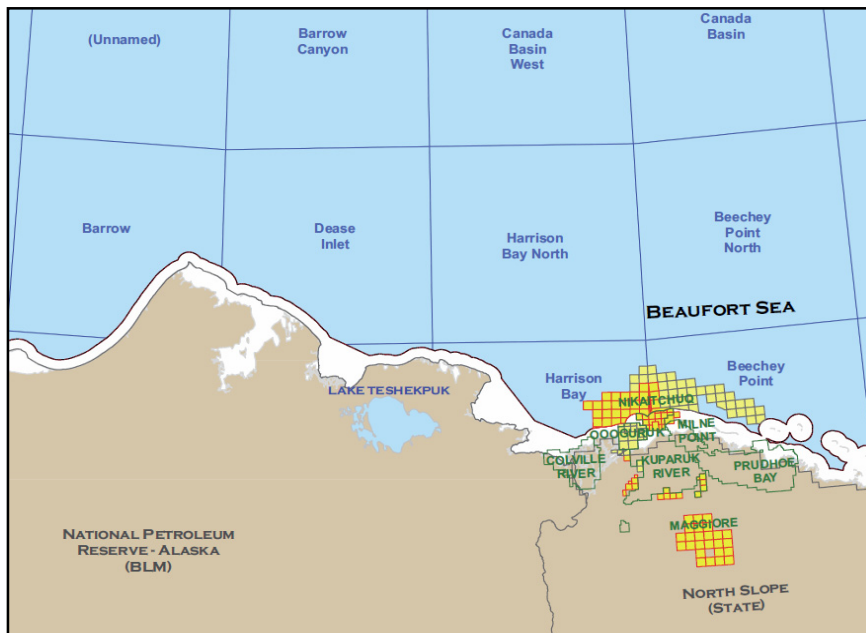 (Unnamed)
Barrow
Canyon
Canada
Basin
West
Canada
Basin
Barrow
Dease
Inlet
Harrison
Bay North
Beechey
Point
North
BEAUFORT SEA
Harrison
Bay
Beechey
Point
LAKE TESHEKPUK
NIKAITCHUQ
OOOGURUK
MILNE
POINT
COLVILLE
RIVER
KUPARUK
RIVER
PRUDHOE
BAY
MAGGIORE
NATIONAL PETROLEUM
RESERVE - ALASKA
(BLM)
NORTH SLOPE
(STATE)